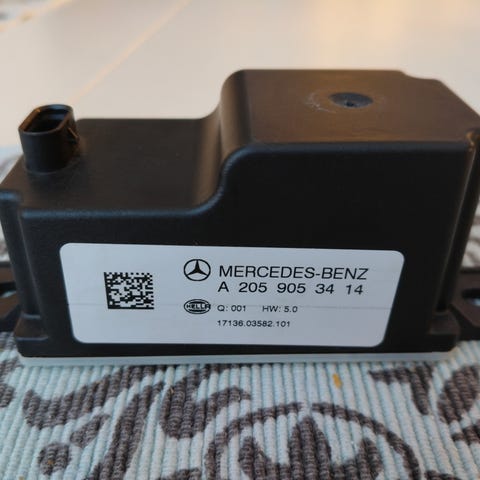 MERCEDES-BENZ
A 205 905 34 14
HELLA
Q: 001 HW: 5.0
17136.03582.101